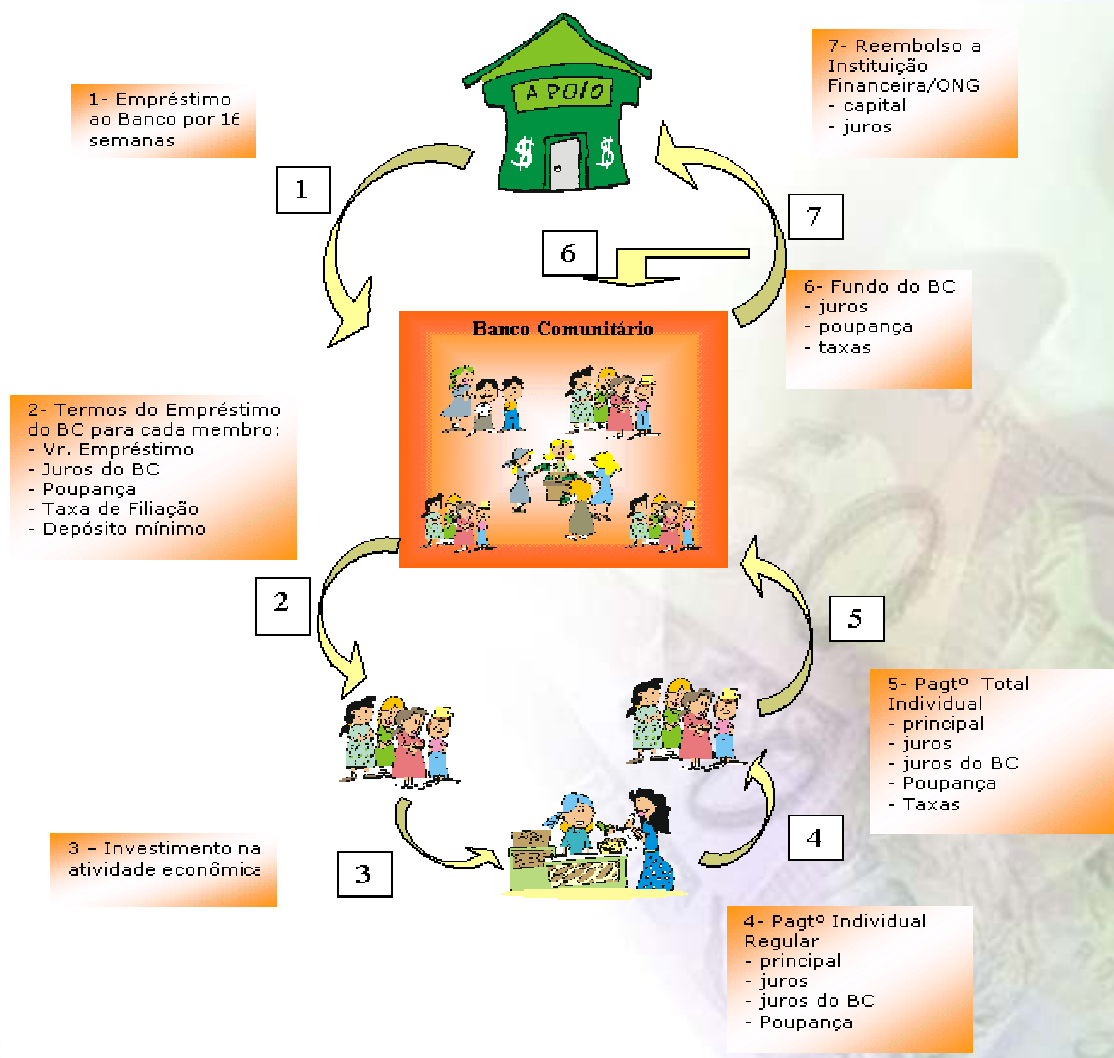 APOIO
$ $
1- Empréstimo
ao Banco por 16
semanas
1
7- Reembolso a
Instituição
Financeira/ONG
- capital
- juros
7
6
6- Fundo do BC
- juros
- poupança
- taxas
Banco Comunitário
2- Termos do Empréstimo
do BC para cada membro:
- Vr. Empréstimo
- Juros do BC
- Poupança
- Taxa de Filiação
- Depósito mínimo
2
5
5- Pagtº Total
Individual
- principal
- juros
- juros do BC
- Poupança
- Taxas
3 – Investimento na
atividade econômica
3
4
4- Pagtº Individual
Regular
- principal
- juros
- juros do BC
- Poupança